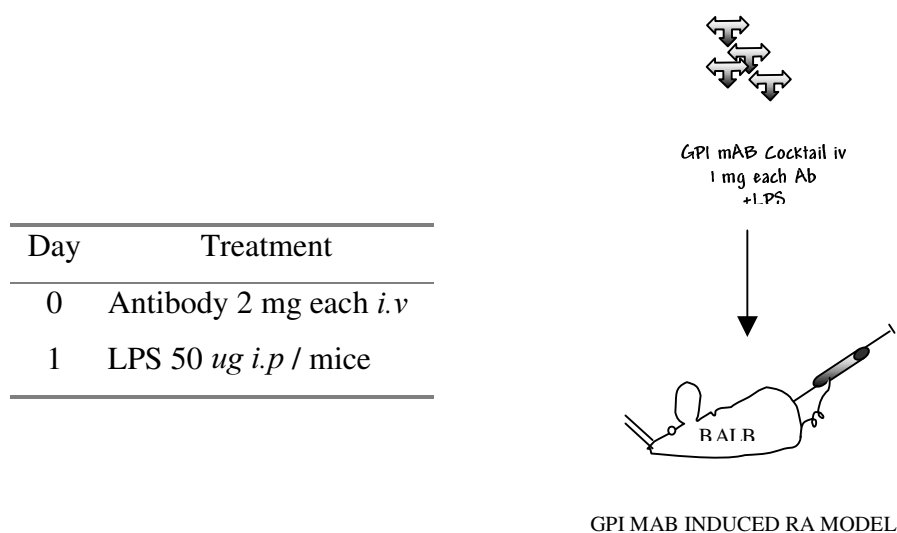 GPI mAB Cocktail iv
1 mg each Ab
+LPS
Day Treatment
0 Antibody 2 mg each i.v
1 LPS 50 ug i.p / mice
BALB
GPI MAB INDUCED RA MODEL